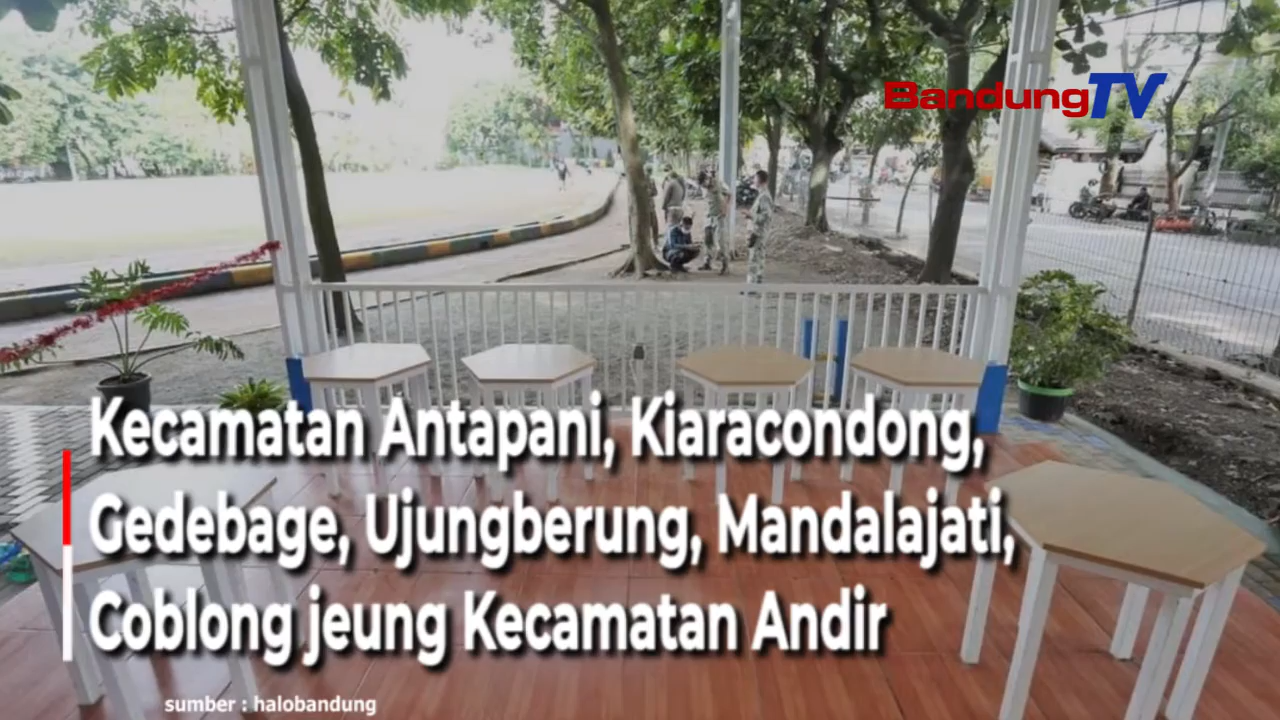 BandungTV
Kecamatan Antapani, Kiaracondong,
Gedebage, Ujungberung, Mandalajati,
Coblong jeung Kecamatan Andir
sumber : halobandung